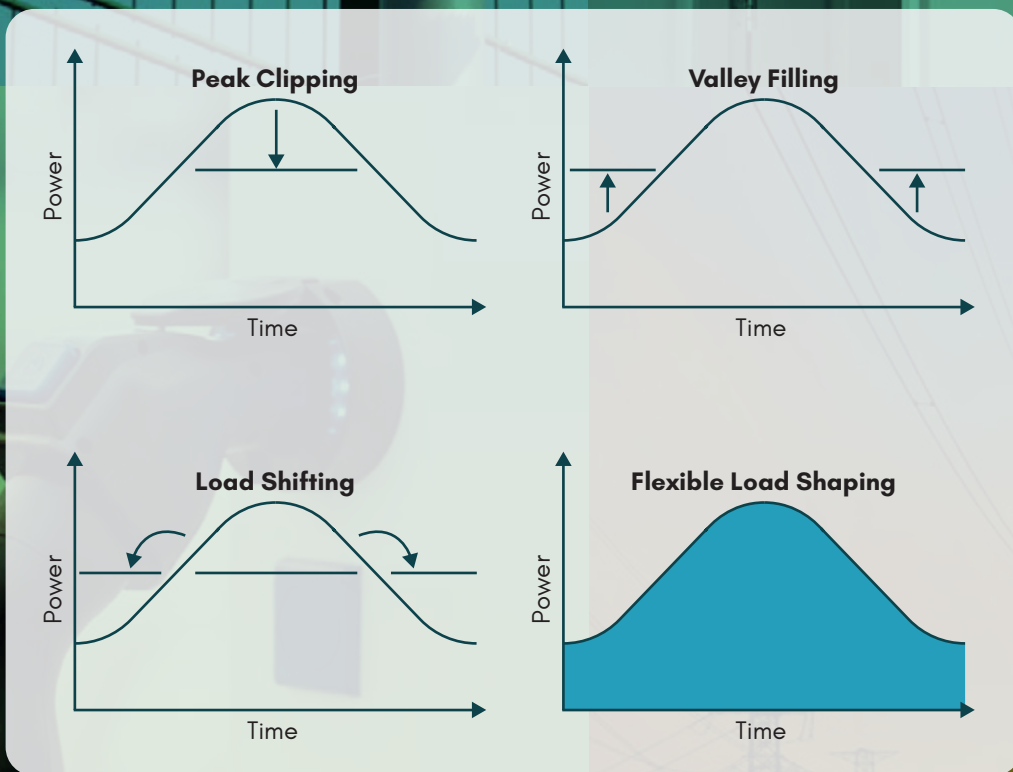 Peak Clipping
Power
Time
Valley Filling
Power
Time
Load Shifting
Power
Time
Flexible Load Shaping
Power
Time